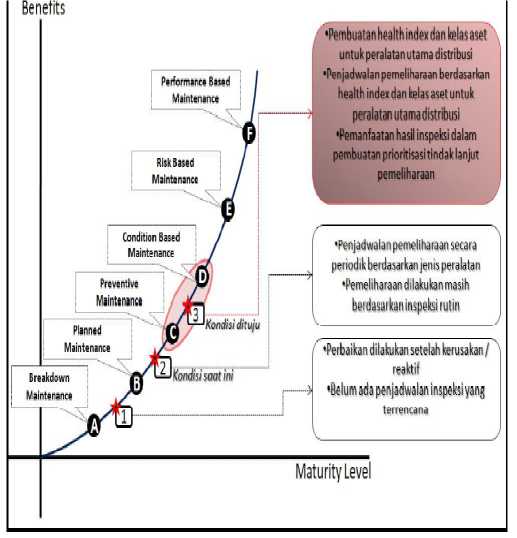 Benefits
•Pembuatan health index dan kelas aset
untuk peralatan utama distribusi
•Penjadwalan pemeliharaan berdasarkan
health index dan kelas aset untuk
peralatan utama distribusi
•Pemanfaatan hasil inspeksi dalam
pembuatan prioritisasi tindak lanjut
pemeliharaan
Performance Based
Maintenance
F
Risk Based
Maintenance
E
Condition Based
Maintenance
D
•Penjadwalan pemeliharaan secara
periodik berdasarkan jenis peralatan
•Pemeliharaan dilakukan masih
berdasarkan inspeksi rutin
Preventive
Maintenance
3
Kondisi dituju
C
Planned
Maintenance
2
Kondisi saat ini
B
•Perbaikan dilakukan setelah kerusakan /
reaktif
•Belum ada penjadwalan inspeksi yang
terrencana
Breakdown
Maintenance
1
A
Maturity Level